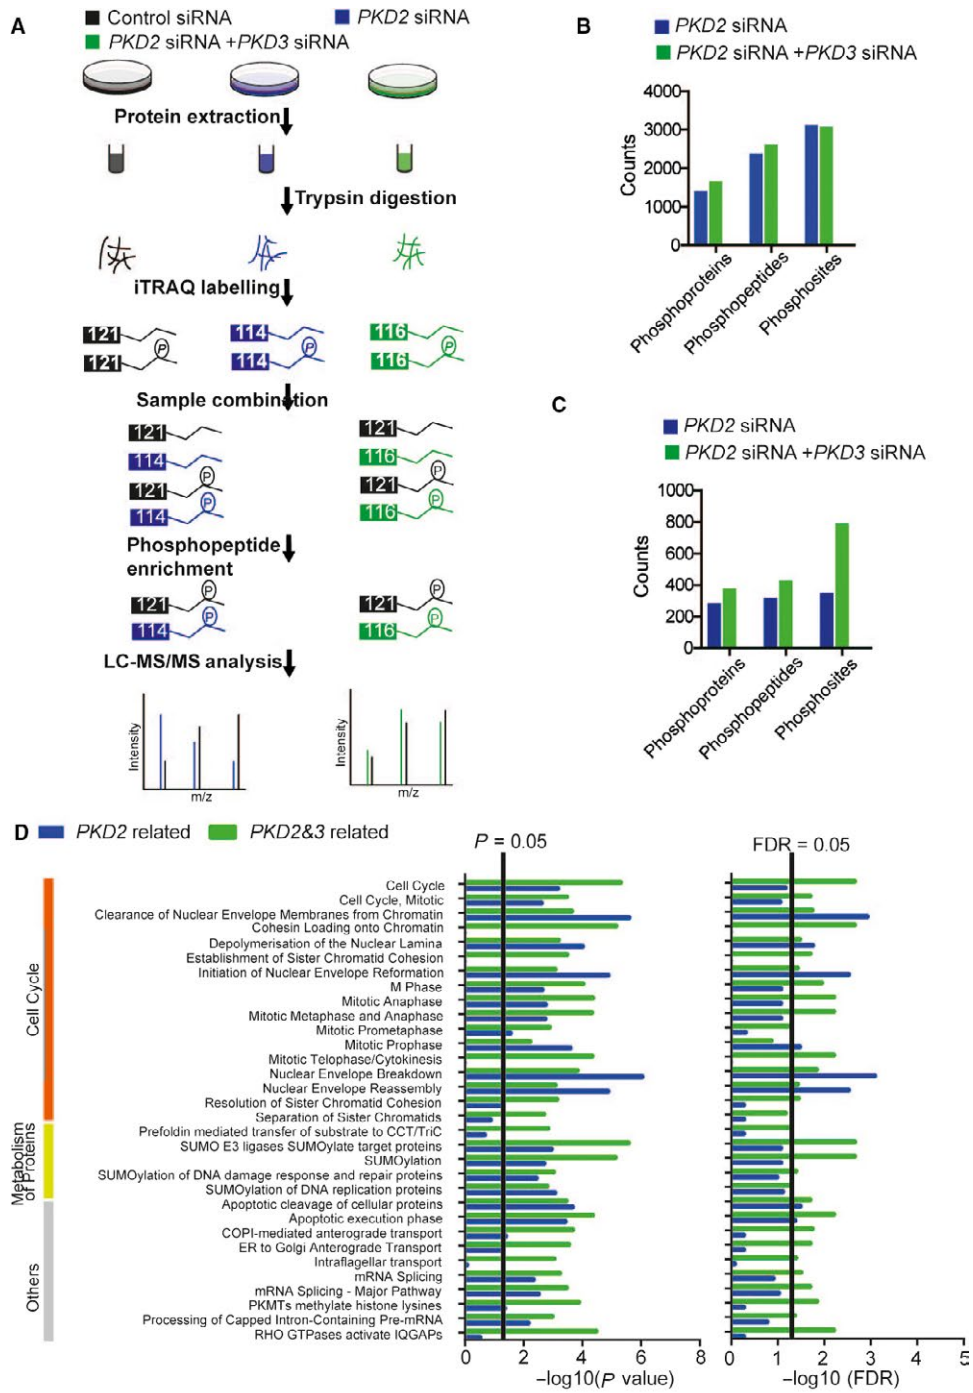 A
Control siRNA
PKD2 siRNA
PKD2 siRNA +PKD3 siRNA
Protein extraction
Trypsin digestion
iTRAQ labelling
121
114
116
P
P
P
121
114
116
Sample combination
121
121
114
116
P
P
121
121
P
P
114
116
Phosphopeptide
enrichment
P
P
121
121
P
P
114
116
LC-MS/MS analysis
Intensity
m/z
Intensity
m/z
B
PKD2 siRNA
PKD2 siRNA +PKD3 siRNA
Counts
4000
3000
2000
1000
0
Phosphoproteins
Phosphopeptides
Phosphosites
C
PKD2 siRNA
PKD2 siRNA +PKD3 siRNA
Counts
1000
800
600
400
200
0
Phosphoproteins
Phosphopeptides
Phosphosites
D
PKD2 related
PKD2&3 related
P = 0.05
FDR = 0.05
Cell Cycle
Cell Cycle
Cell Cycle, Mitotic
Clearance of Nuclear Envelope Membranes from Chromatin
Cohesin Loading onto Chromatin
Depolymerisation of the Nuclear Lamina
Establishment of Sister Chromatid Cohesion
Initiation of Nuclear Envelope Reformation
M Phase
Mitotic Anaphase
Mitotic Metaphase and Anaphase
Mitotic Prometaphase
Mitotic Prophase
Mitotic Telophase/Cytokinesis
Nuclear Envelope Breakdown
Nuclear Envelope Reassembly
Resolution of Sister Chromatid Cohesion
Separation of Sister Chromatids
Metabolism
of Proteins
Prefoldin mediated transfer of substrate to CCT/TriC
SUMO E3 ligases SUMOylate target proteins
SUMOylation
SUMOylation of DNA damage response and repair proteins
SUMOylation of DNA replication proteins
Others
Apoptotic cleavage of cellular proteins
Apoptotic execution phase
COPI-mediated anterograde transport
ER to Golgi Anterograde Transport
Intraflagellar transport
mRNA Splicing
mRNA Splicing - Major Pathway
PKMTs methylate histone lysines
Processing of Capped Intron-Containing Pre-mRNA
RHO GTPases activate IQGAPs
0 2 4 6 8
−log10(P value)
0 1 2 3 4 5
−log10 (FDR)